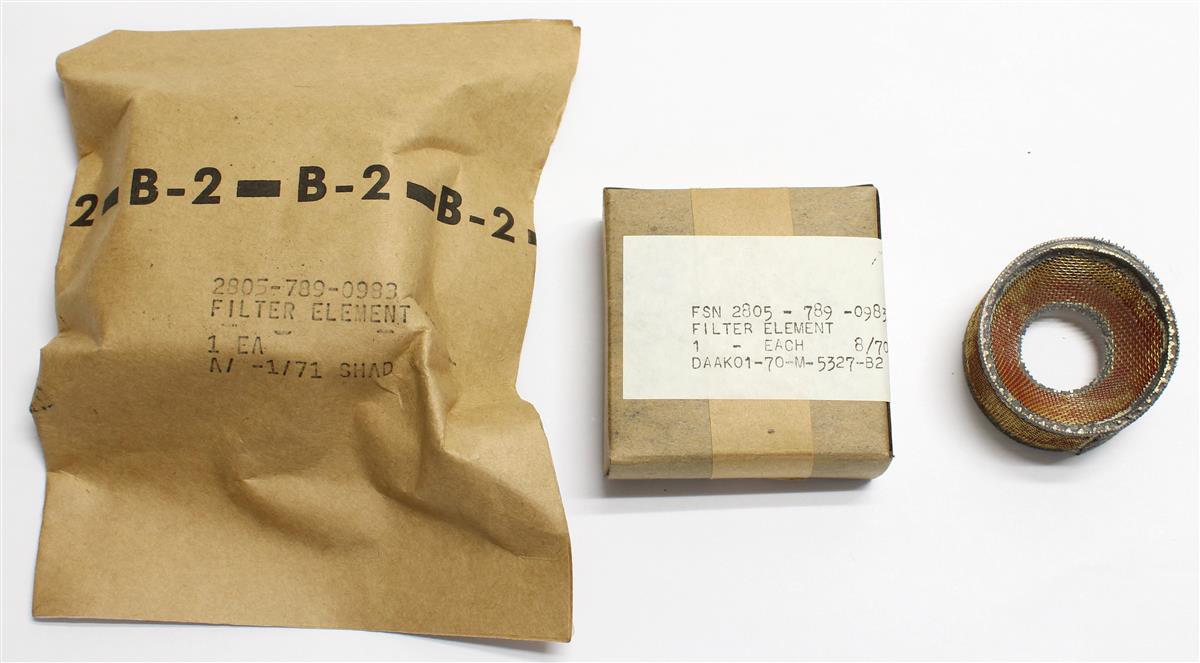 2 - B-2 - B-2 - B-2 -
2805-789-0983
FILTER ELEMENT
1 EA
A/ -1/71 SHAD
FSN 2805 - 789 -0983
FILTER ELEMENT
1 - EACH 8/70
DAAK01-70-M-5327-B2